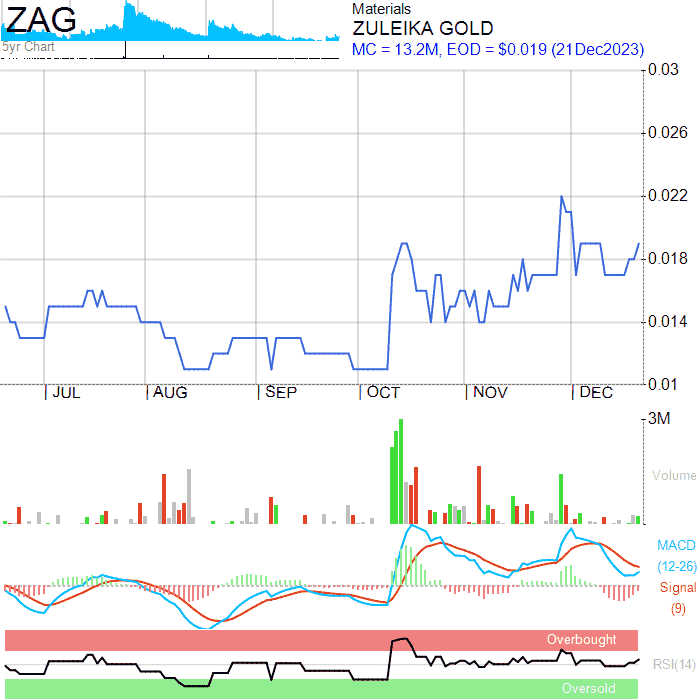 ZAG
5yr Chart
Materials
ZULEIKA GOLD
MC = 13.2M, EOD = $0.019 (21Dec2023)
0.03
0.026
0.022
0.018
0.014
0.01
JUL AUG SEP OCT NOV DEC
3M
Volume
MACD
(12-26)
Signal
(9)
Overbought
RSI(14)
Oversold